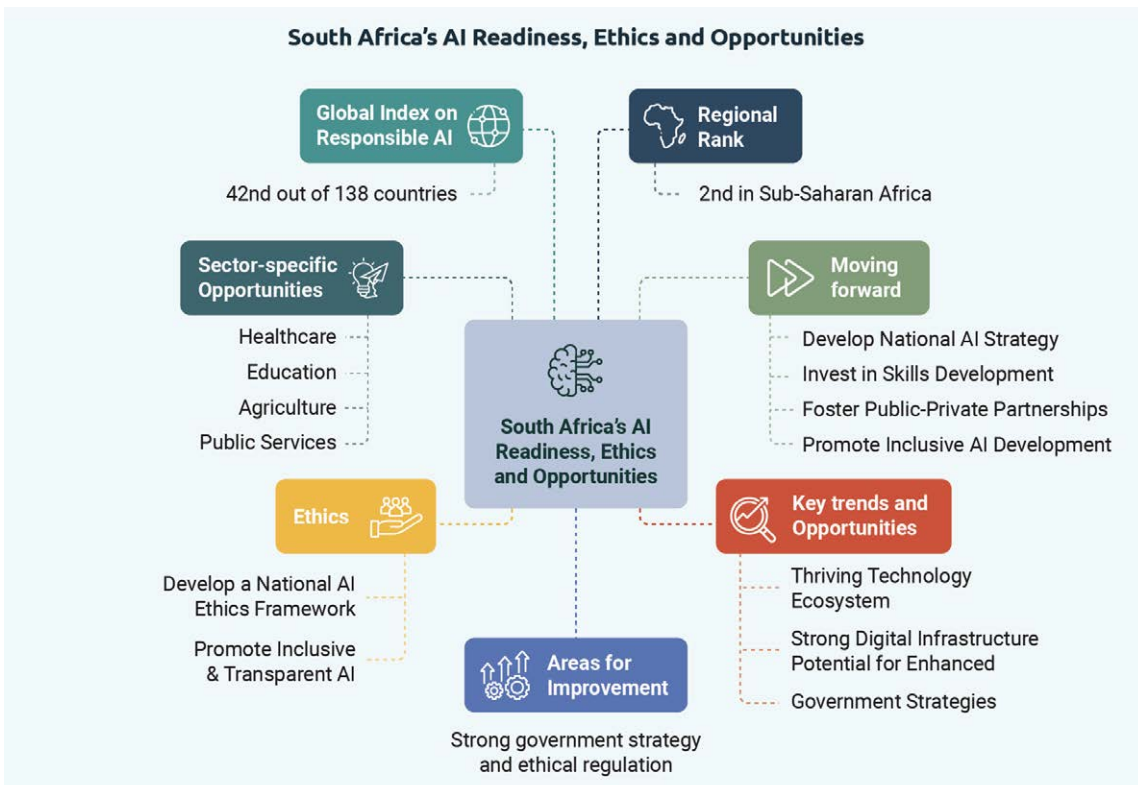 South Africa's AI Readiness, Ethics and Opportunities
Global Index on
Responsible AI
42nd out of 138 countries
Regional
Rank
2nd in Sub-Saharan Africa
Sector-specific
Opportunities
Healthcare
Education
Agriculture
Public Services
Moving
forward
Develop National AI Strategy
Invest in Skills Development
Foster Public-Private Partnerships
Promote Inclusive AI Development
South Africa's AI
Readiness, Ethics
and Opportunities
Ethics
Develop a National AI
Ethics Framework
Promote Inclusive
& Transparent AI
Key trends and
Opportunities
Thriving Technology
Ecosystem
Strong Digital Infrastructure
Potential for Enhanced
Government Strategies
Areas for
Improvement
Strong government strategy
and ethical regulation